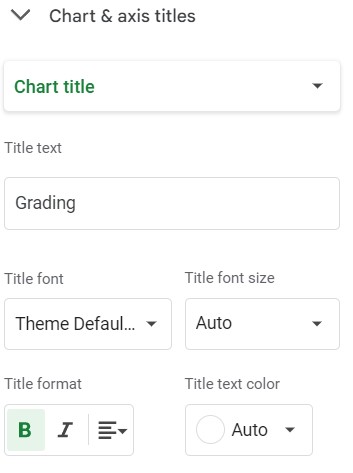 Chart & axis titles
Chart title
Title text
Grading
Title font Title font size
Theme Defaul... Auto
Title format Title text color
B I Auto